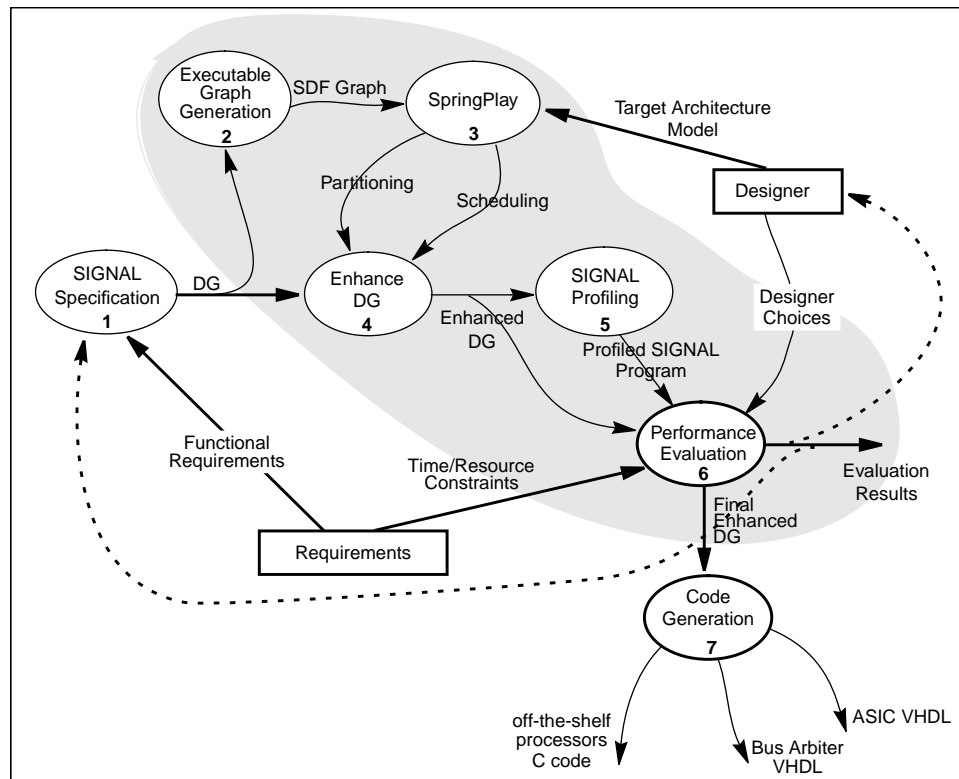 Executable
Graph
Generation
2
SDF Graph
SpringPlay
3
Target Architecture
Model
Partitioning
Scheduling
Designer
SIGNAL
Specification
1
DG
Enhance
DG
4
Enhanced
DG
SIGNAL
Profiling
5
Designer
Choices
Profiled SIGNAL
Program
Functional
Requirements
Time/Resource
Constraints
Performance
Evaluation
6
Evaluation
Results
Final
Enhanced
DG
Requirements
Code
Generation
7
off-the-shelf
processors
C code
Bus Arbiter
VHDL
ASIC VHDL